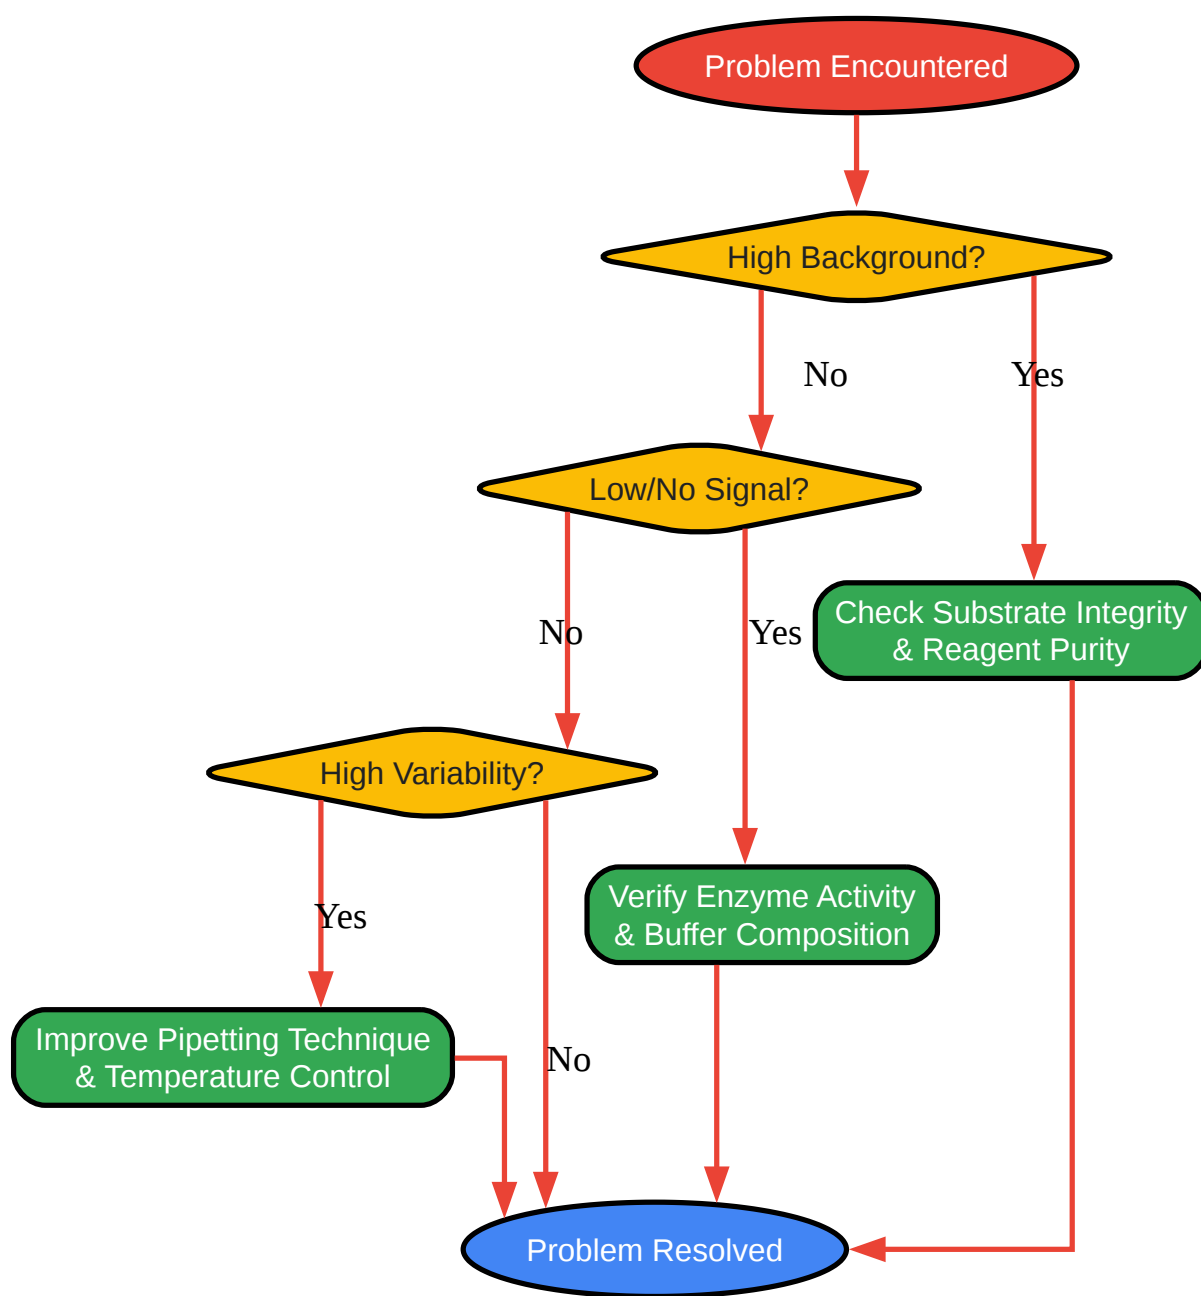 Problem Encountered
High Background?
No
Yes
Low/No Signal?
Check Substrate Integrity
& Reagent Purity
No
Yes
High Variability?
Verify Enzyme Activity
& Buffer Composition
Yes
Improve Pipetting Technique
& Temperature Control
No
Problem Resolved